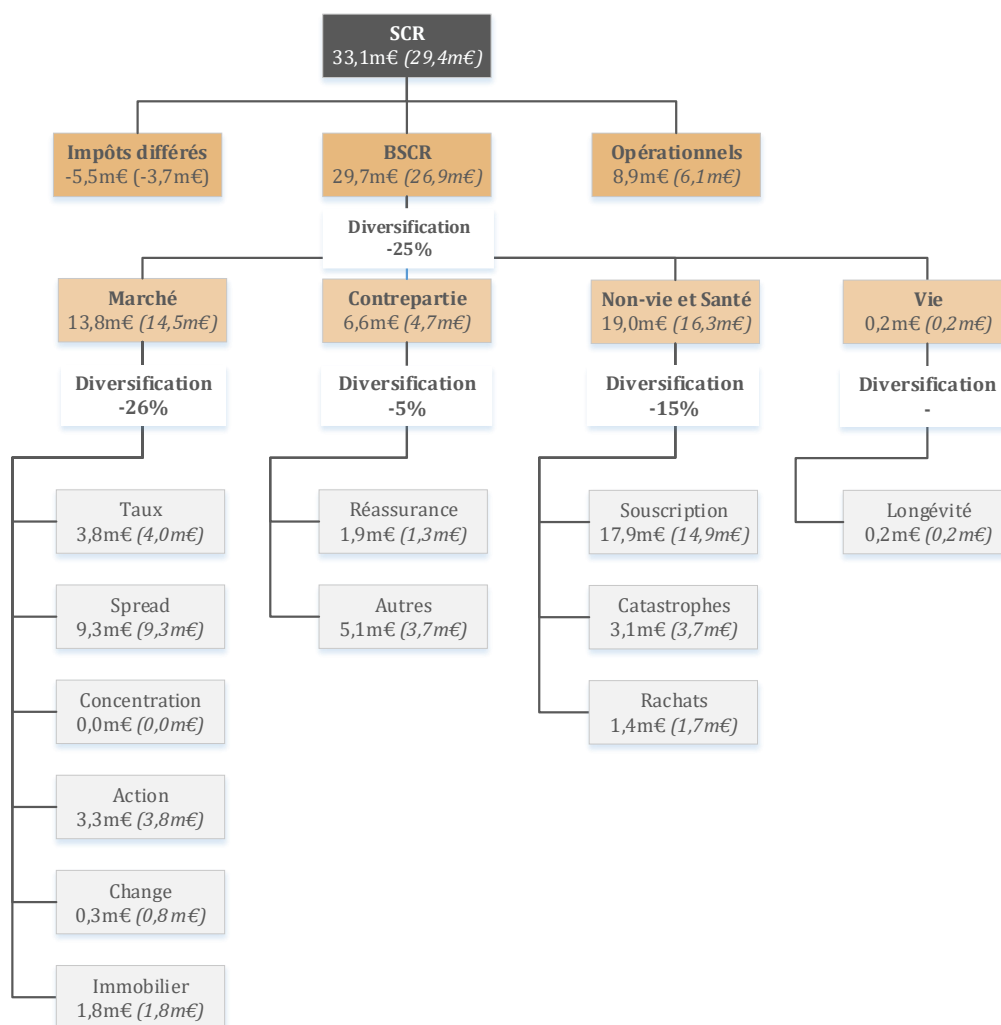 SCR
33,1m€ (29,4m€)
Impôts différés
-5,5m€ (-3,7m€)
BSCR
29,7m€ (26,9m€)
Opérationnels
8,9m€ (6,1m€)
Diversification
-25%
Marché
13,8m€ (14,5m€)
Contrepartie
6,6m€ (4,7m€)
Non-vie et Santé
19,0m€ (16,3m€)
Vie
0,2m€ (0,2m€)
Diversification
-26%
Diversification
-5%
Diversification
-15%
Diversification
-
Taux
3,8m€ (4,0m€)
Réassurance
1,9m€ (1,3m€)
Souscription
17,9m€ (14,9m€)
Longévité
0,2m€ (0,2m€)
Spread
9,3m€ (9,3m€)
Autres
5,1m€ (3,7m€)
Catastrophes
3,1m€ (3,7m€)
Concentration
0,0m€ (0,0m€)
Rachats
1,4m€ (1,7m€)
Action
3,3m€ (3,8m€)
Change
0,3m€ (0,8m€)
Immobilier
1,8m€ (1,8m€)